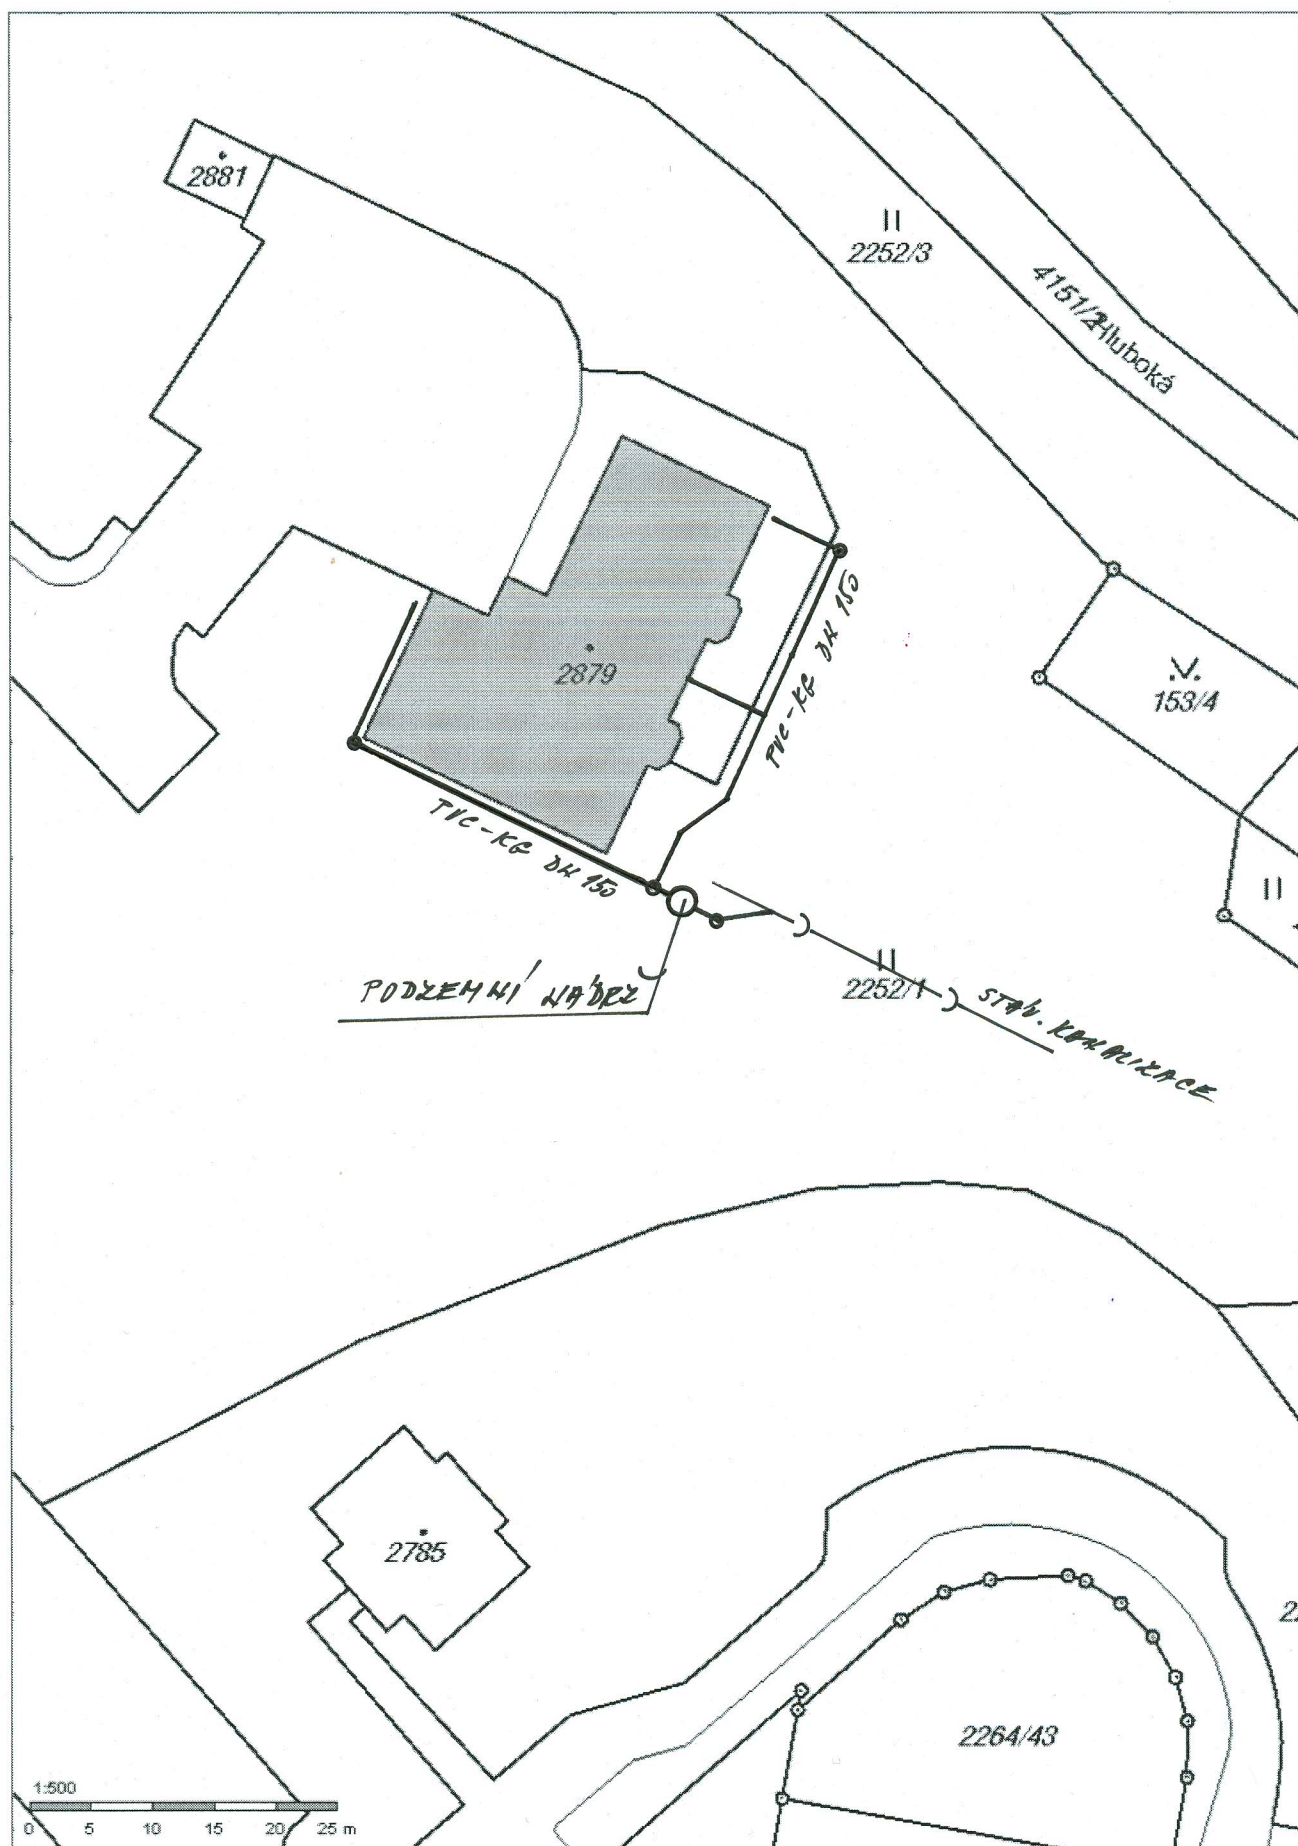 2881
II
2252/3
4151/2
Hluboká
2879
PVC-KG DN 150
153/4
PVC-KG DN 150
II
II
2252/1
PODZEMNÍ NÁDRŽ
STÁV. KANALIZACE
2785
2264/43
1:500
0 5 10 15 20 25 m